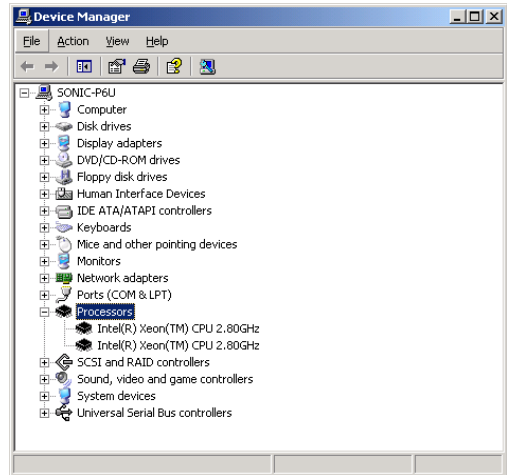 Device Manager
File Action View Help
SONIC-P6U
Computer
Disk drives
Display adapters
DVD/CD-ROM drives
Floppy disk drives
Human Interface Devices
IDE ATA/ATAPI controllers
Keyboards
Mice and other pointing devices
Monitors
Network adapters
Ports (COM & LPT)
Processors
Intel(R) Xeon(TM) CPU 2.80GHz
Intel(R) Xeon(TM) CPU 2.80GHz
SCSI and RAID controllers
Sound, video and game controllers
System devices
Universal Serial Bus controllers